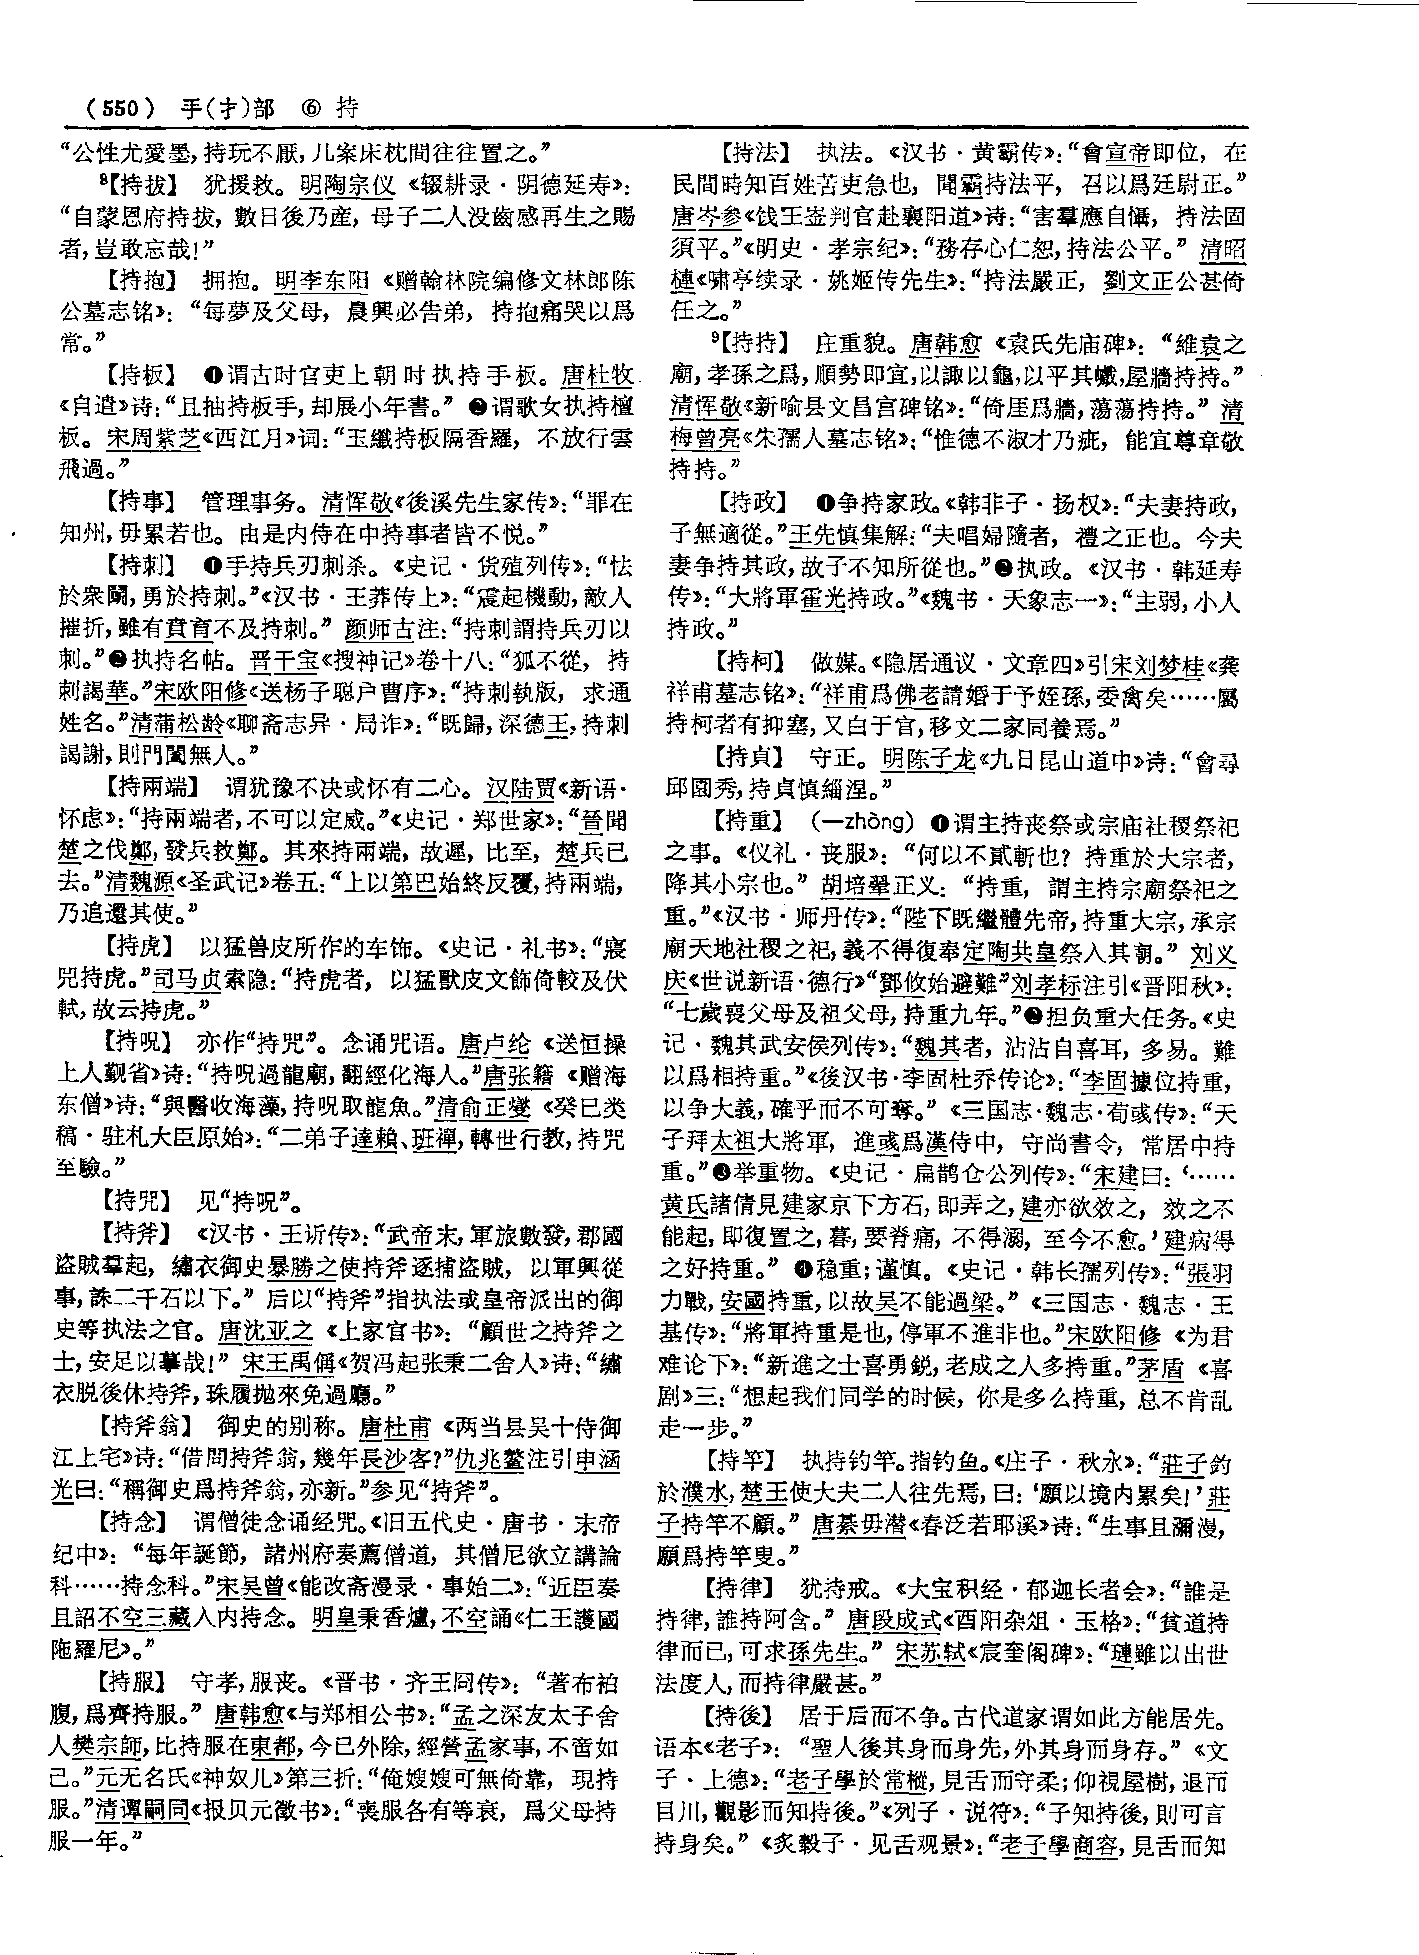 (550) 手(扌)部 ⑥ 持
“公性尤愛墨，持玩不厭，儿案床枕間往往置之。”
⁸【持拔】 犹援救。明陶宗仪《辍耕录·阴德延寿》：
“自蒙恩府持拔，數日後乃産，母子二人没齒感再生之賜
者，豈敢忘哉！”
【持抱】 拥抱。明李东阳《赠翰林院编修文林郎陈
公墓志铭》：“每夢及父母，晨興必告弟，持抱痛哭以爲
常。”
【持板】 ❶谓古时官吏上朝时执持手板。唐杜牧
《自遣》诗：“且抽持板手，却展小年書。”❷谓歌女执持檀
板。宋周紫芝《西江月》词：“玉纖持板隔香羅，不放行雲
飛過。”
【持事】 管理事务。清恽敬《後溪先生家传》：“罪在
知州，毋累若也。由是内侍在中持事者皆不悦。”
【持刺】 ❶手持兵刃刺杀。《史记·货殖列传》：“怯
於衆鬭，勇於持刺。”《汉书·王莽传上》：“震起機動，敵人
摧折，雖有賁育不及持刺。”颜师古注：“持刺謂持兵刃以
刺。”❷执持名帖。晋干宝《搜神记》卷十八：“狐不從，持
刺謁華。”宋欧阳修《送杨子聪户曹序》：“持刺執版，求通
姓名。”清蒲松龄《聊斋志异·局诈》：“既歸，深德王，持刺
謁謝，則門闔無人。”
【持兩端】 谓犹豫不决或怀有二心。汉陆贾《新语·
怀虑》：“持兩端者，不可以定威。”《史记·郑世家》：“晉聞
楚之伐鄭，發兵救鄭。其來持兩端，故遲，比至，楚兵已
去。”清魏源《圣武记》卷五：“上以第巴始終反覆，持兩端，
乃追還其使。”
【持虎】 以猛兽皮所作的车饰。《史记·礼书》：“寢
兕持虎。”司马贞索隐：“持虎者，以猛獸皮文飾倚較及伏
軾，故云持虎。”
【持呪】 亦作“持咒”。念诵咒语。唐卢纶《送恒操
上人觐省》诗：“持呪過龍廟，翻經化海人。”唐张籍《赠海
东僧》诗：“與醫收海藻，持呪取龍魚。”清俞正燮《癸巳类
稿·驻札大臣原始》：“二弟子達賴、班禪，轉世行教，持咒
至驗。”
【持咒】 见“持呪”。
【持斧】 《汉书·王䜣传》：“武帝末，軍旅數發，郡國
盜賊羣起，繡衣御史暴勝之使持斧逐捕盜賊，以軍興從
事，誅二千石以下。”后以“持斧”指执法或皇帝派出的御
史等执法之官。唐沈亚之《上家官书》：“顧世之持斧之
士，安足以摹哉！”宋王禹偁《贺冯起张秉二舍人》诗：“繡
衣脱後休持斧，珠履抛來免過廳。”
【持斧翁】 御史的别称。唐杜甫《两当县吴十侍御
江上宅》诗：“借問持斧翁，幾年長沙客？”仇兆鳌注引申涵
光曰：“稱御史爲持斧翁，亦新。”参见“持斧”。
【持念】 谓僧徒念诵经咒。《旧五代史·唐书·末帝
纪中》：“每年誕節，諸州府奏薦僧道，其僧尼欲立講論
科……持念科。”宋吴曾《能改斋漫录·事始二》：“近臣奏
且詔不空三藏入内持念。明皇秉香爐，不空誦《仁王護國
陁羅尼》。”
【持服】 守孝，服丧。《晋书·齐王冏传》：“著布袙
腹，爲齊持服。”唐韩愈《与郑相公书》：“孟之深友太子舍
人樊宗師，比持服在東都，今已外除，經營孟家事，不啻如
己。”元无名氏《神奴儿》第三折：“俺嫂嫂可無倚靠，現持
服。”清谭嗣同《报贝元徵书》：“喪服各有等衰，爲父母持
服一年。”
【持法】 执法。《汉书·黄霸传》：“會宣帝即位，在
民間時知百姓苦吏急也，聞霸持法平，召以爲廷尉正。”
唐岑参《饯王崟判官赴襄阳道》诗：“害羣應自懾，持法固
須平。”《明史·孝宗纪》：“務存心仁恕，持法公平。”清昭
槤《啸亭续录·姚姬传先生》：“持法嚴正，劉文正公甚倚
任之。”
⁹【持持】 庄重貌。唐韩愈《袁氏先庙碑》：“維袁之
廟，孝孫之爲，順勢即宜，以諏以龜，以平其巇，屋牆持持。”
清恽敬《新喻县文昌宫碑铭》：“倚厓爲牆，蕩蕩持持。”清
梅曾亮《朱孺人墓志铭》：“惟德不淑才乃疵，能宜尊章敬
持持。”
【持政】 ❶争持家政。《韩非子·扬权》：“夫妻持政，
子無適從。”王先慎集解：“夫唱婦隨者，禮之正也。今夫
妻争持其政，故子不知所從也。”❷执政。《汉书·韩延寿
传》：“大將軍霍光持政。”《魏书·天象志一》：“主弱，小人
持政。”
【持柯】 做媒。《隐居通议·文章四》引宋刘梦桂《龚
祥甫墓志铭》：“祥甫爲佛老請婚于予姪孫，委禽矣……屬
持柯者有抑塞，又白于官，移文二家同養焉。”
【持貞】 守正。明陈子龙《九日昆山道中》诗：“會尋
邱園秀，持貞慎緇涅。”
【持重】 （一zhòng）❶谓主持丧祭或宗庙社稷祭祀
之事。《仪礼·丧服》：“何以不貳斬也？持重於大宗者，
降其小宗也。”胡培翬正义：“持重，謂主持宗廟祭祀之
重。”《汉书·师丹传》：“陛下既繼體先帝，持重大宗，承宗
廟天地社稷之祀，義不得復奉定陶共皇祭入其朝。”刘义
庆《世说新语·德行》“鄧攸始避難”刘孝标注引《晋阳秋》：
“七歲喪父母及祖父母，持重九年。”❷担负重大任务。《史
记·魏其武安侯列传》：“魏其者，沾沾自喜耳，多易。難
以爲相持重。”《後汉书·李固杜乔传论》：“李固據位持重，
以争大義，確乎而不可奪。”《三国志·魏志·荀彧传》：“天
子拜太祖大將軍，進彧爲漢侍中，守尚書令，常居中持
重。”❸举重物。《史记·扁鹊仓公列传》：“宋建曰：‘……
黄氏諸倩見建家京下方石，即弄之，建亦欲效之，效之不
能起，即復置之，暮，要脊痛，不得溺，至今不愈。’建病得
之好持重。”❹稳重；谨慎。《史记·韩长孺列传》：“張羽
力戰，安國持重，以故吴不能過梁。”《三国志·魏志·王
基传》：“將軍持重是也，停軍不進非也。”宋欧阳修《为君
难论下》：“新進之士喜勇鋭，老成之人多持重。”茅盾《喜
剧》三：“想起我们同学的时候，你是多么持重，总不肯乱
走一步。”
【持竿】 执持钓竿。指钓鱼。《庄子·秋水》：“莊子釣
於濮水，楚王使大夫二人往先焉，曰：‘願以境内累矣！’莊
子持竿不顧。”唐綦毋潜《春泛若耶溪》诗：“生事且瀰漫，
願爲持竿叟。”
【持律】 犹持戒。《大宝积经·郁迦长者会》：“誰是
持律，誰持阿含。”唐段成式《酉阳杂俎·玉格》：“貧道持
律而已，可求孫先生。”宋苏轼《宸奎阁碑》：“璉雖以出世
法度人，而持律嚴甚。”
【持後】 居于后而不争。古代道家谓如此方能居先。
语本《老子》：“聖人後其身而身先，外其身而身存。”《文
子·上德》：“老子學於常樅，見舌而守柔；仰視屋樹，退而
目川，觀影而知持後。”《列子·说符》：“子知持後，則可言
持身矣。”《炙毂子·见舌观景》：“老子學商容，見舌而知